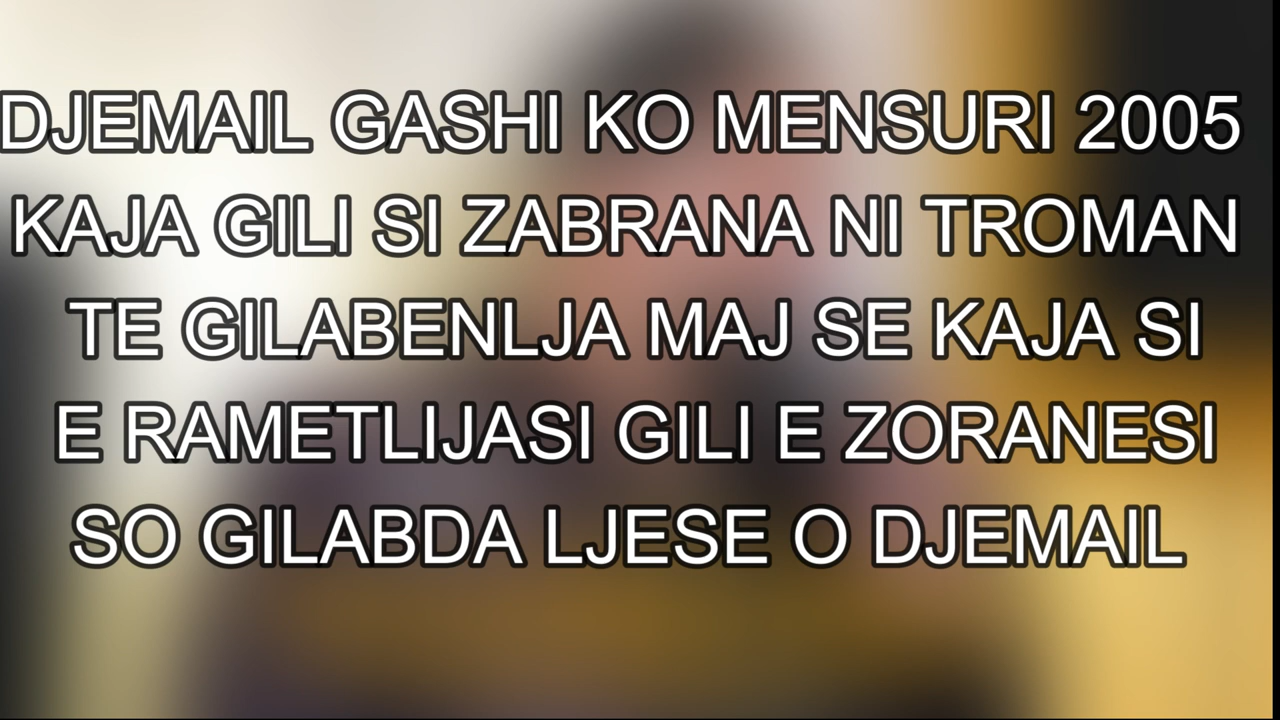 DJEMAIL GASHI KO MENSURI 2005
KAJA GILI SI ZABRANA NI TROMAN
TE GILABENLJA MAJ SE KAJA SI
E RAMETLIJASI GILI E ZORANESI
SO GILABDA LJESE O DJEMAIL